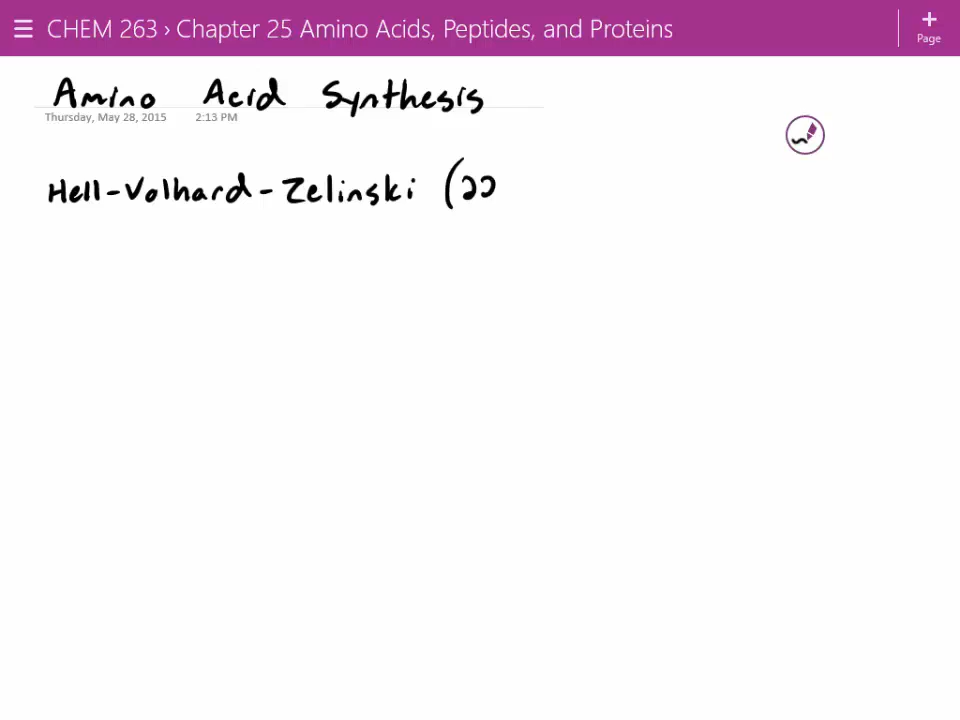 ☰ CHEM 263 › Chapter 25 Amino Acids, Peptides, and Proteins
+ Page
Amino Acid Synthesis
Thursday, May 28, 2015 2:13 PM
Hell-Volhard-Zelinski (22